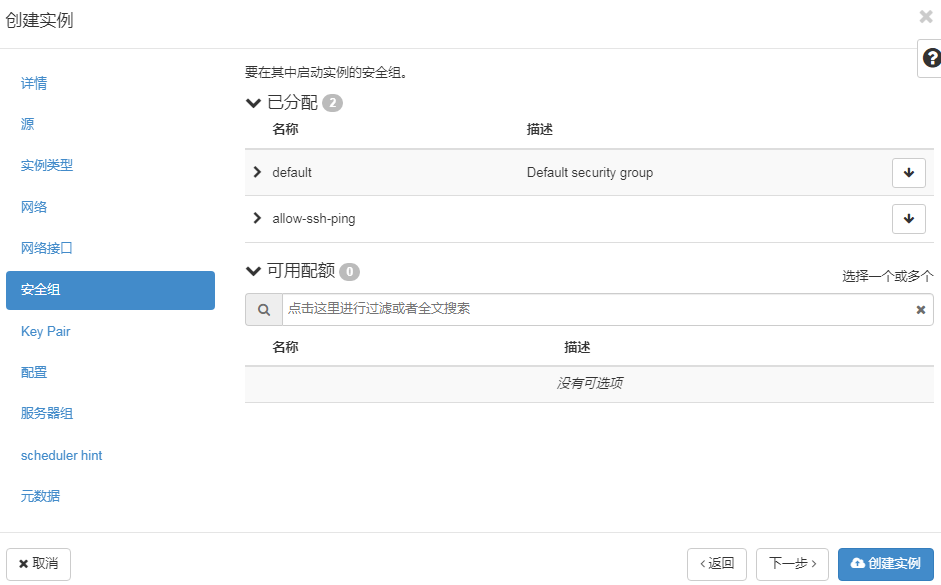 创建实例
详情
源
实例类型
网络
网络接口
安全组
Key Pair
配置
服务器组
scheduler hint
元数据
要在其中启动实例的安全组。
已分配 2
名称 描述
default Default security group
allow-ssh-ping
可用配额 0
选择一个或多个
点击这里进行过滤或者全文搜索
名称 描述
没有可选项
取消
返回
下一步
创建实例